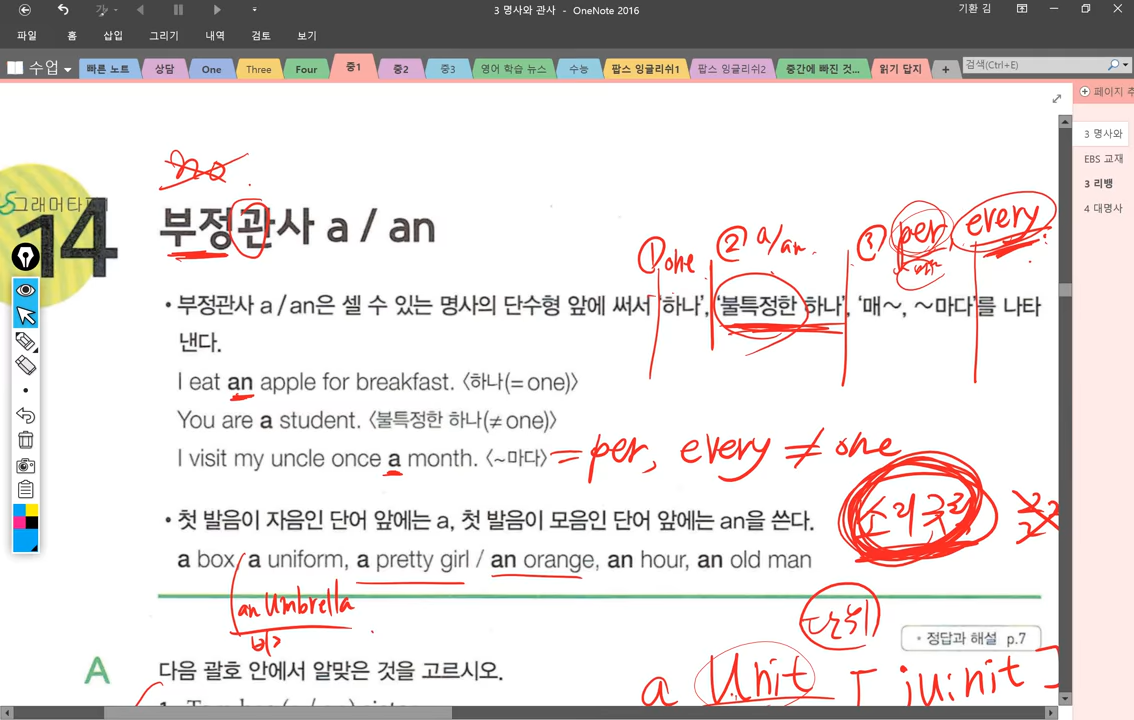 3 명사와 관사 - OneNote 2016
기환 김
파일 홈 삽입 그리기 내역 검토 보기
수업 빠른 노트 상담 One Three Four 중1 중2 중3 영어 학습 뉴스 수능 팝스 잉글리쉬1 팝스 잉글리쉬2 중간에 빠진 것... 읽기 답지 + 검색(Ctrl+E)
페이지 추
3 명사와
EBS 교재
3 리뱅
4 대명사
no
그래머타
14
부정관사 a / an
① one ② a/an ③ per every
• 부정관사 a / an은 셀 수 있는 명사의 단수형 앞에 써서 '하나', '불특정한 하나', '매~, ~마다'를 나타
낸다.
I eat an apple for breakfast. 〈하나(= one)〉
You are a student. 〈불특정한 하나(≠ one)〉
I visit my uncle once a month. 〈~마다〉 = per, every ≠ one
• 첫 발음이 자음인 단어 앞에는 a, 첫 발음이 모음인 단어 앞에는 an을 쓴다.
소리규칙
a box, a uniform, a pretty girl / an orange, an hour, an old man
an umbrella
비교
단위
• 정답과 해설 p.7
A 다음 괄호 안에서 알맞은 것을 고르시오.
a Unit [ju:nit]